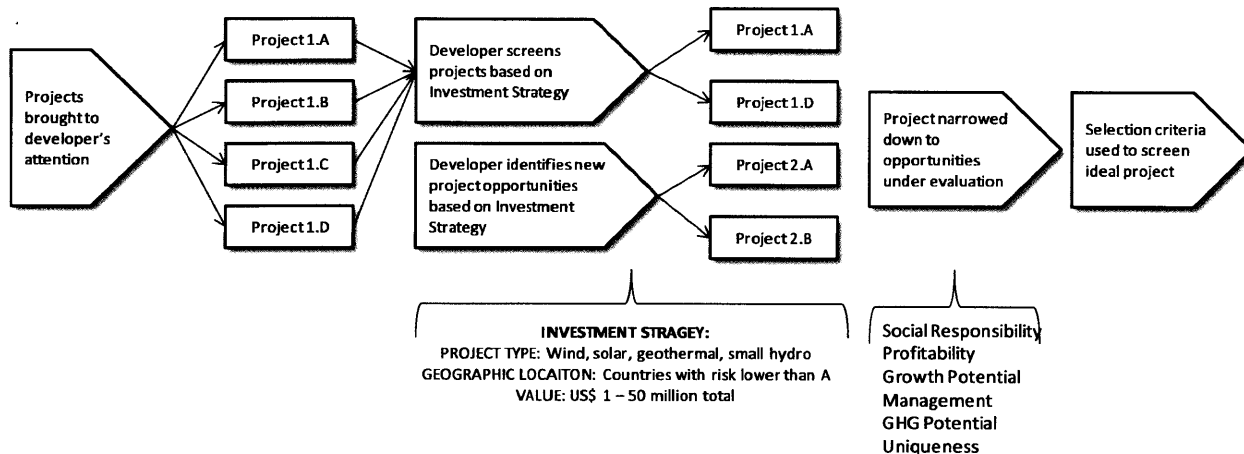 Projects
brought to
developer's
attention
Project 1.A
Project 1.B
Project 1.C
Project 1.D
Developer screens
projects based on
Investment Strategy
Developer identifies new
project opportunities
based on Investment
Strategy
Project 1.A
Project 1.D
Project 2.A
Project 2.B
Project narrowed
down to
opportunities
under evaluation
Selection criteria
used to screen
ideal project
INVESTMENT STRAGEY:
PROJECT TYPE: Wind, solar, geothermal, small hydro
GEOGRAPHIC LOCAITON: Countries with risk lower than A
VALUE: US$ 1 – 50 million total
Social Responsibility
Profitability
Growth Potential
Management
GHG Potential
Uniqueness